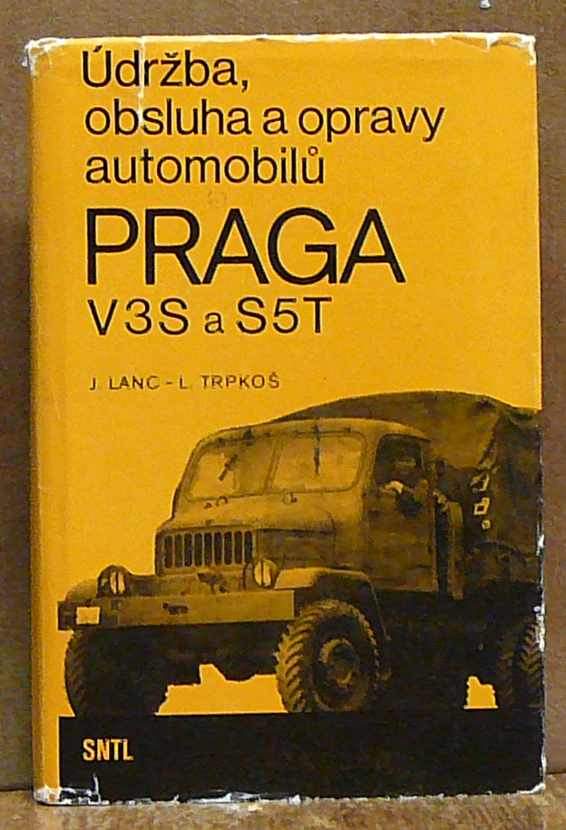 Údržba,
obsluha a opravy
automobilů
PRAGA
V3S a S5T
J. LANC - L. TRPKOŠ
SNTL